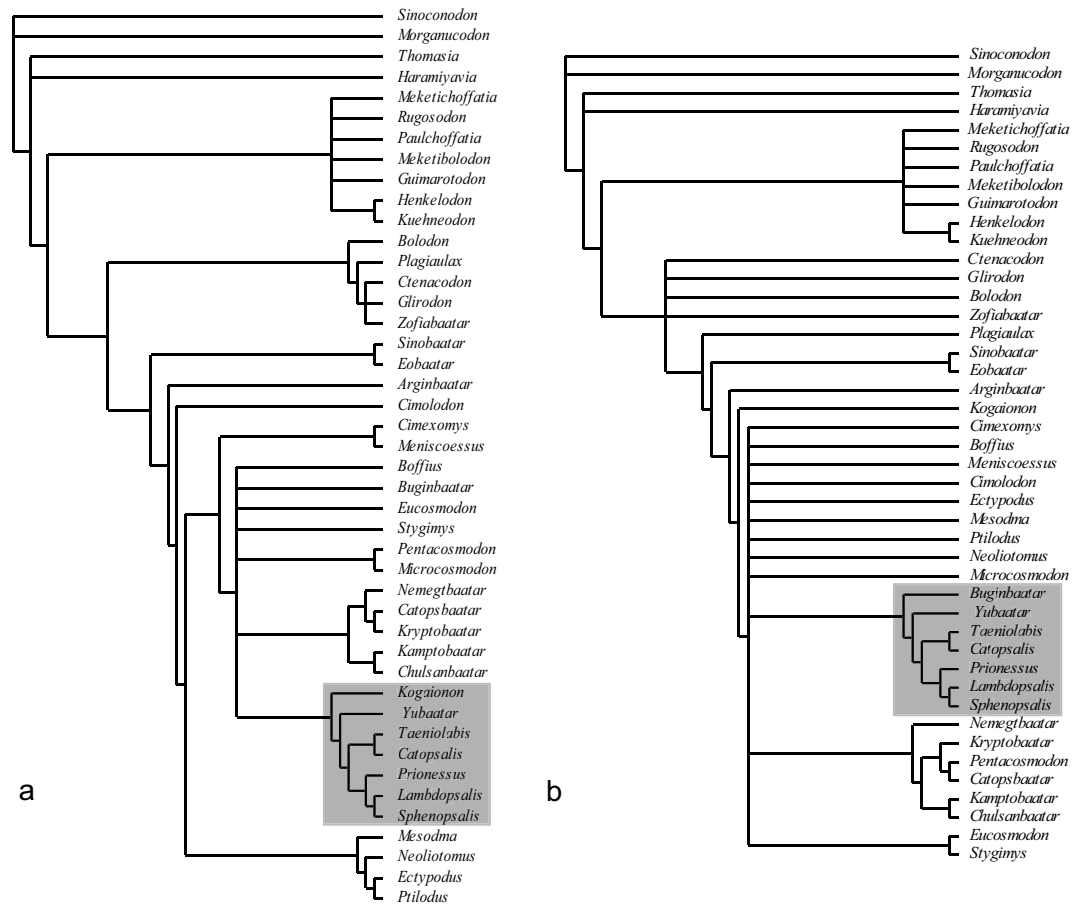 Sinoconodon
Morganucodon
Thomasia
Haramiyavia
Meketichoffatia
Rugosodon
Paulchoffatia
Meketibolodon
Guimarotodon
Henkelodon
Kuehneodon
Bolodon
Plagiaulax
Ctenacodon
Glirodon
Zofiabaatar
Sinobaatar
Eobaatar
Arginbaatar
Cimolodon
Cimexomys
Meniscoessus
Boffius
Buginbaatar
Eucosmodon
Stygimys
Pentacosmodon
Microcosmodon
Nemegtbaatar
Catopsbaatar
Kryptobaatar
Kamptobaatar
Chulsanbaatar
Kogaionon
Yubaatar
Taeniolabis
Catopsalis
Prionessus
Lambdopsalis
Sphenopsalis
Mesodma
Neoliotomus
Ectypodus
Ptilodus
a
Sinoconodon
Morganucodon
Thomasia
Haramiyavia
Meketichoffatia
Rugosodon
Paulchoffatia
Meketibolodon
Guimarotodon
Henkelodon
Kuehneodon
Ctenacodon
Glirodon
Bolodon
Zofiabaatar
Plagiaulax
Sinobaatar
Eobaatar
Arginbaatar
Kogaionon
Cimexomys
Boffius
Meniscoessus
Cimolodon
Ectypodus
Mesodma
Ptilodus
Neoliotomus
Microcosmodon
Buginbaatar
Yubaatar
Taeniolabis
Catopsalis
Prionessus
Lambdopsalis
Sphenopsalis
Nemegtbaatar
Kryptobaatar
Pentacosmodon
Catopsbaatar
Kamptobaatar
Chulsanbaatar
Eucosmodon
Stygimys
b